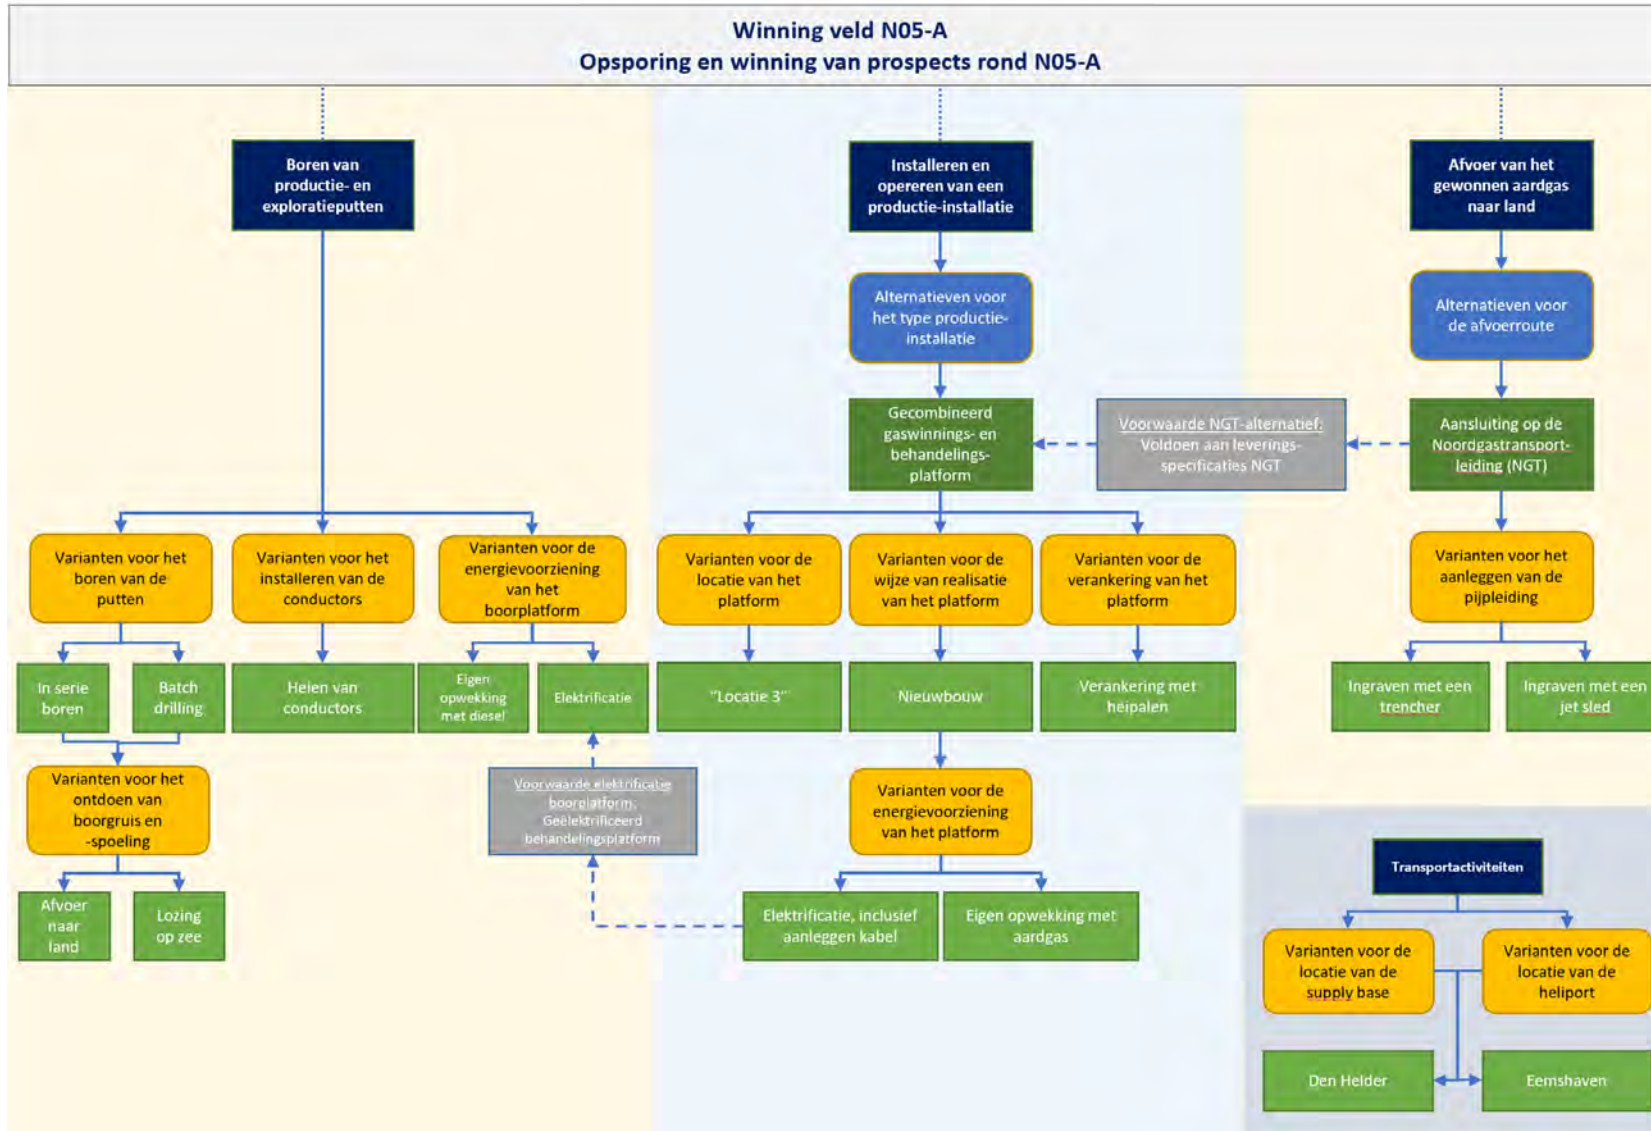 Winning veld N05-A
Opsporing en winning van prospects rond N05-A
Boren van
productie- en
exploratieputten
Installeren en
opereren van een
productie-installatie
Afvoer van het
gewonnen aardgas
naar land
Alternatieven voor
het type productie-
installatie
Alternatieven voor
de afvoerroute
Gecombineerd
gaswinnings- en
behandelings-
platform
Voorwaarde NGT-alternatief:
Voldoen aan leverings-
specificaties NGT
Aansluiting op de
Noordgastransport-
leiding (NGT)
Varianten voor het
boren van de
putten
Varianten voor het
installeren van de
conductors
Varianten voor de
energievoorziening
van het
boorplatform
Varianten voor de
locatie van het
platform
Varianten voor de
wijze van realisatie
van het platform
Varianten voor de
verankering van het
platform
Varianten voor het
aanleggen van de
pijpleiding
In serie
boren
Batch
drilling
Heien van
conductors
Eigen
opwekking
met diesel
Elektrificatie
"Locatie 3"
Nieuwbouw
Verankering met
heipalen
Ingraven met een
trencher
Ingraven met een
jet sled
Varianten voor het
ontdoen van
boorgruis en
-spoeling
Voorwaarde elektrificatie
boorplatform:
Geëlektrificeerd
behandelingsplatform
Varianten voor de
energievoorziening
van het platform
Afvoer
naar
land
Lozing
op zee
Elektrificatie, inclusief
aanleggen kabel
Eigen opwekking met
aardgas
Transportactiviteiten
Varianten voor de
locatie van de
supply base
Varianten voor de
locatie van de
heliport
Den Helder
Eemshaven